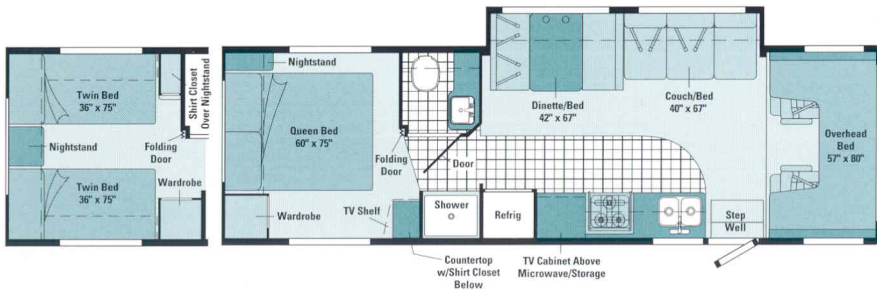 Twin Bed
36" x 75"
Shirt Closet
Over Nightstand
Nightstand
Folding
Door
Twin Bed
36" x 75"
Wardrobe
Nightstand
Queen Bed
60" x 75"
Folding
Door
Wardrobe
TV Shelf
Countertop
w/Shirt Closet
Below
Door
Shower
Refrig
Dinette/Bed
42" x 67"
Couch/Bed
40" x 67"
TV Cabinet Above
Microwave/Storage
Step
Well
Overhead
Bed
57" x 80"